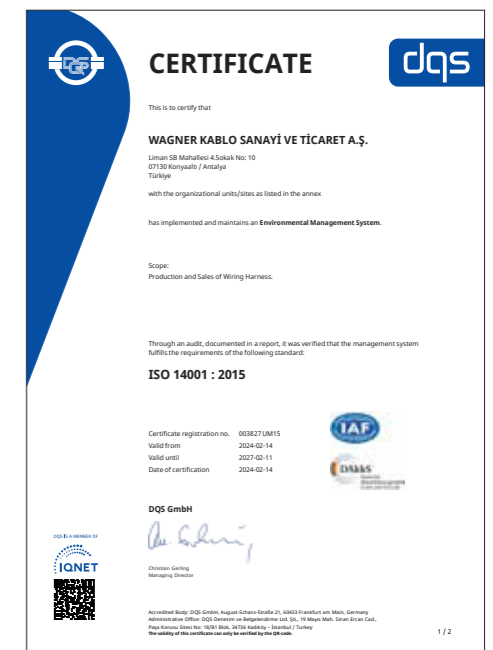 DQS
CERTIFICATE
dqs
This is to certify that
WAGNER KABLO SANAYİ VE TİCARET A.Ş.
Liman SB Mahallesi 4.Sokak No: 10
07130 Konyaaltı / Antalya
Türkiye
with the organizational units/sites as listed in the annex
has implemented and maintains an Environmental Management System.
Scope:
Production and Sales of Wiring Harness.
Through an audit, documented in a report, it was verified that the management system
fulfills the requirements of the following standard:
ISO 14001 : 2015
Certificate registration no. 003827 UM15
Valid from 2024-02-14
Valid until 2027-02-11
Date of certification 2024-02-14
IAF
DAkkS
DQS GmbH
DQS IS A MEMBER OF
IQNET
Christian Gerling
Managing Director
Accredited Body: DQS GmbH, August-Schanz-Straße 21, 60433 Frankfurt am Main, Germany
Administrative Office: DQS Denetim ve Belgelendirme Ltd. Şti., 19 Mayıs Mah. Sinan Ercan Cad.,
Paşa Korusu Sitesi No: 18/B1 Blok, 34736 Kadıköy – İstanbul / Turkey
The validity of this certificate can only be verified by the QR-code.
1 / 2